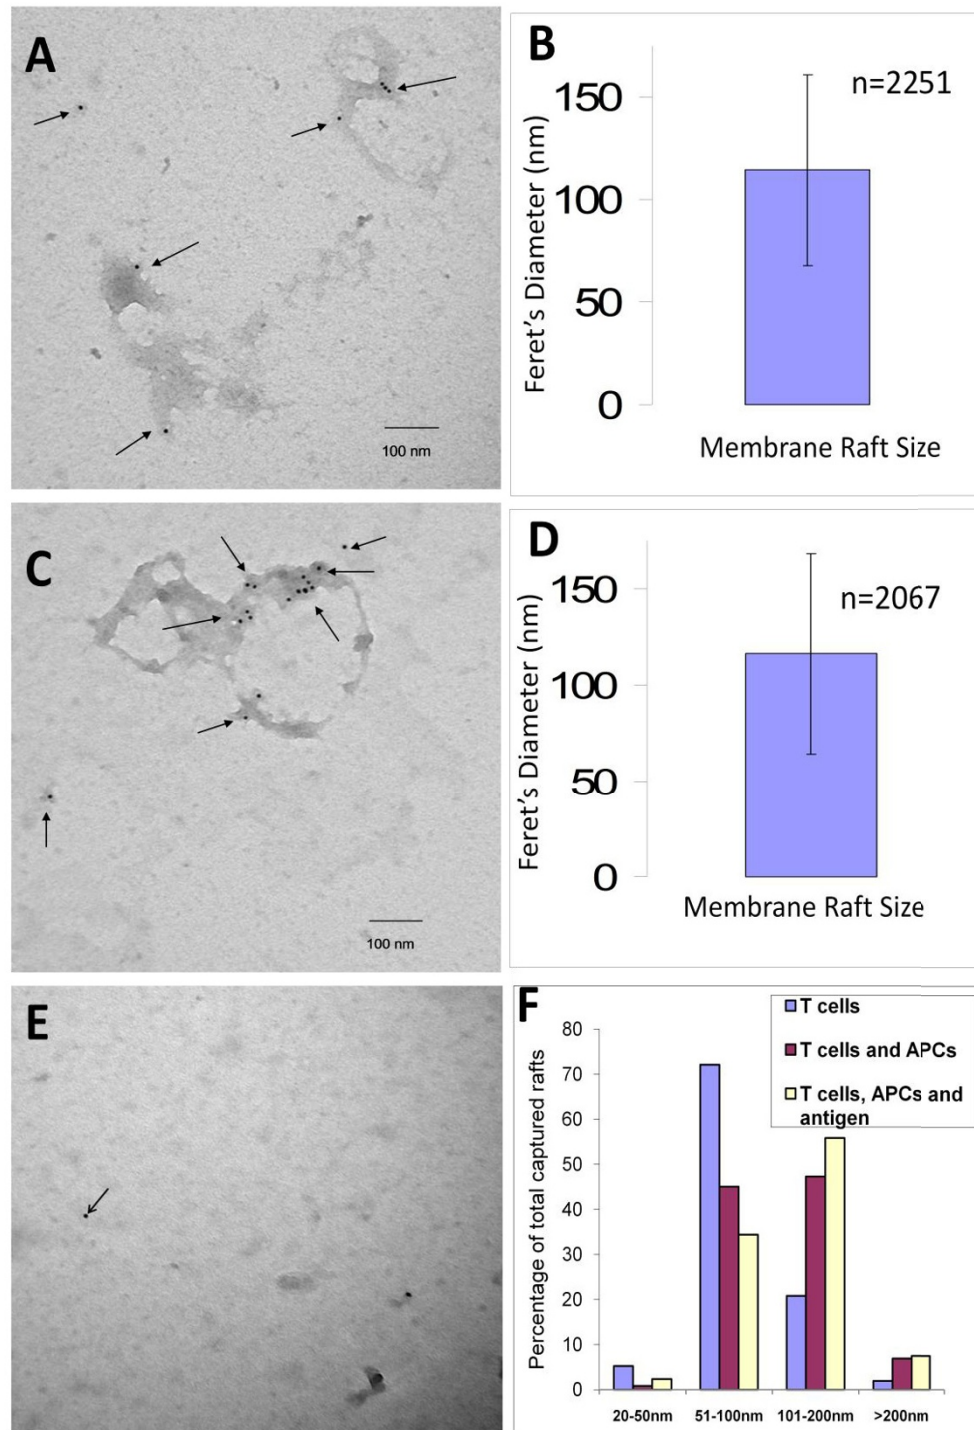 A
100 nm
B
n=2251
Feret's Diameter (nm)
150
100
50
0
Membrane Raft Size
C
100 nm
D
n=2067
Feret's Diameter (nm)
150
100
50
0
Membrane Raft Size
E
F
T cells
T cells and APCs
T cells, APCs and
antigen
Percentage of total captured rafts
80
70
60
50
40
30
20
10
0
20-50nm
51-100nm
101-200nm
>200nm